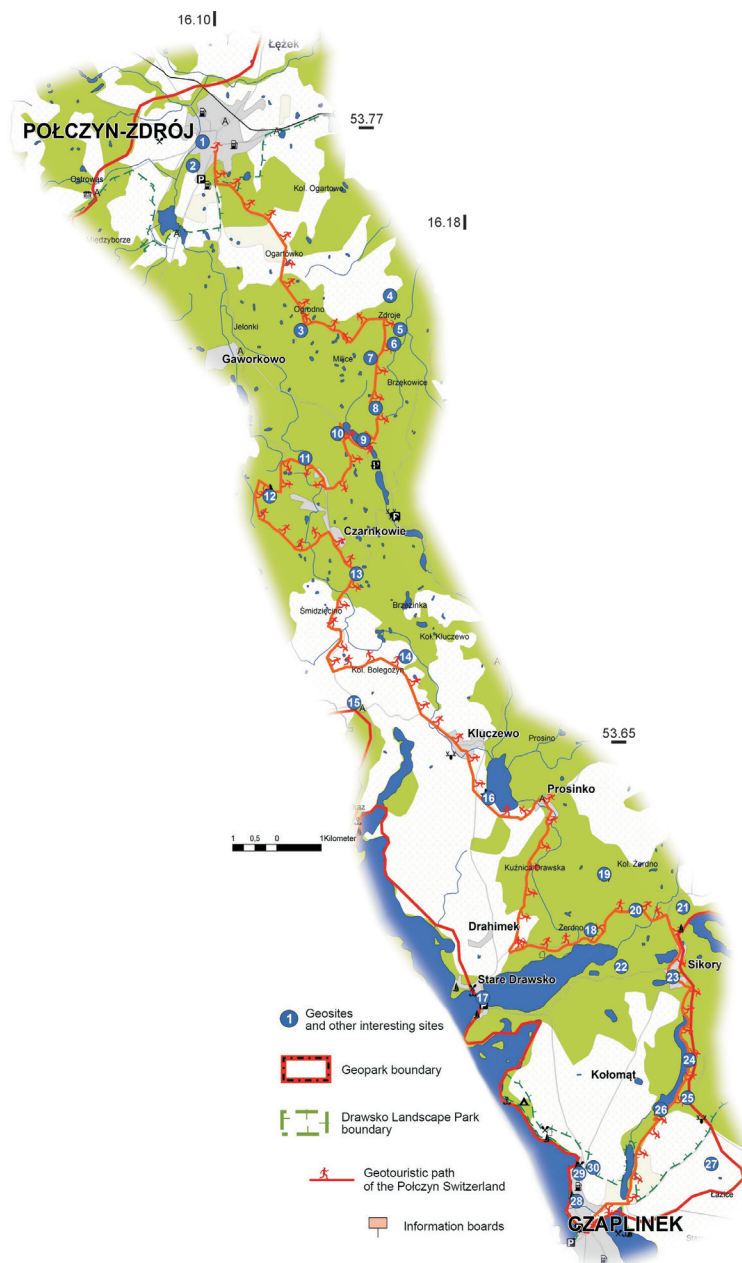 16.10
Łężek
53.77
POŁCZYN-ZDRÓJ
A
A
1
2
P
Ostrowąs
A
Kol. Ogartowo
16.18
Międzyborze
A
Ogartówko
4
Ogrodno
Zdroje
3
5
Jelonki
6
A
Milice
7
Gaworkowo
Brzękowice
8
10
9
11
12
P
Czarnkowie
13
Brzezinka
Śmidzięcino
Kol. Kluczewo
14
Kol. Bolegożyn
A
15
A
53.65
Kluczewo
Prosino
16
Prosinko
A
1 0,5 0 1 Kilometer
Kuźnica Drawska
19
Kol. Żerdno
20
21
Drahimek
Żerdno
18
Sikory
22
Stare Drawsko
23
17
P
1
Geosites
and other interesting sites
Geopark boundary
Kołomąt
24
Drawsko Landscape Park
boundary
25
26
Geotouristic path
of the Połczyn Switzerland
29
30
27
28
Łazice
Information boards
CZAPLINEK
P